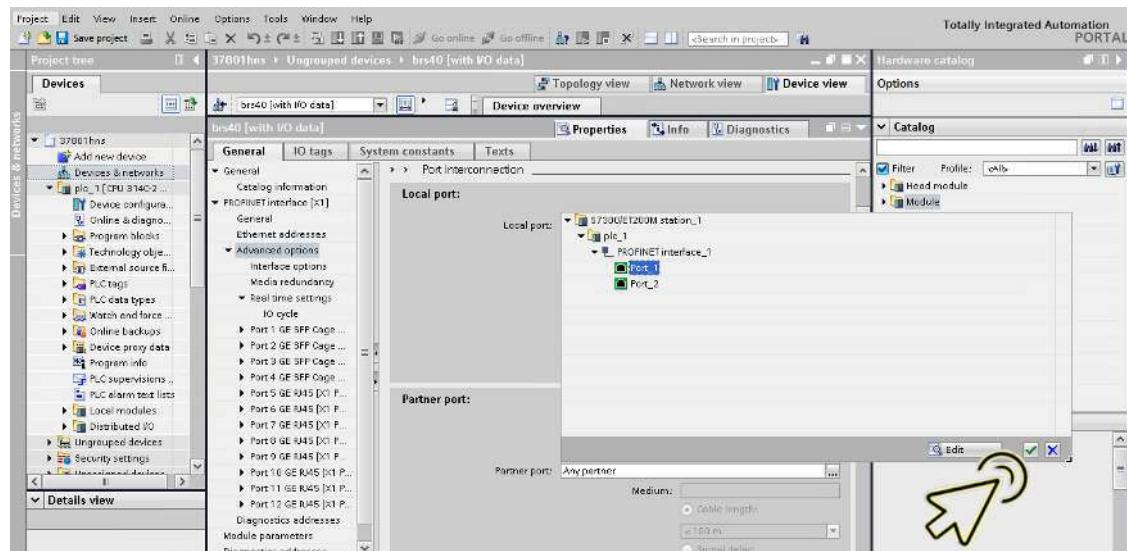 Project Edit View Insert Online Options Tools Window Help
Totally Integrated Automation
PORTAL
Save project
Go online
Go offline
<Search in project>
Project tree
37801hns › Ungrouped devices › brs40 [with I/O data]
Hardware catalog
Devices
Topology view
Network view
Device view
Options
brs40 [with I/O data]
Device overview
brs40 [with I/O data]
Properties
Info
Diagnostics
Catalog
General
IO tags
System constants
Texts
Filter
Profile:
<All>
Head module
Module
Devices & networks
37801hns
Add new device
Devices & networks
plc_1 [CPU 314C-2 ...
Device configura...
Online & diagno...
Program blocks
Technology obje...
External source fi...
PLC tags
PLC data types
Watch and force ...
Online backups
Device proxy data
Program info
PLC supervisions ...
PLC alarm text lists
Local modules
Distributed I/O
Ungrouped devices
Security settings
Details view
General
Catalog information
PROFINET interface [X1]
General
Ethernet addresses
Advanced options
Interface options
Media redundancy
Real time settings
IO cycle
Port 1 GE SFP Cage ...
Port 2 GE SFP Cage ...
Port 3 GE SFP Cage ...
Port 4 GE SFP Cage ...
Port 5 GE RJ45 [X1 P...
Port 6 GE RJ45 [X1 P...
Port 7 GE RJ45 [X1 P...
Port 8 GE RJ45 [X1 P...
Port 9 GE RJ45 [X1 P...
Port 10 GE RJ45 [X1 P...
Port 11 GE RJ45 [X1 P...
Port 12 GE RJ45 [X1 P...
Diagnostics addresses
Module parameters
› › Port Interconnection
Local port:
Local port:
S7300/ET200M station_1
plc_1
PROFINET interface_1
Port_1
Port_2
Edit
Partner port:
Partner port:
Any partner
Medium:
Cable length:
< 100 m
Signal delay: